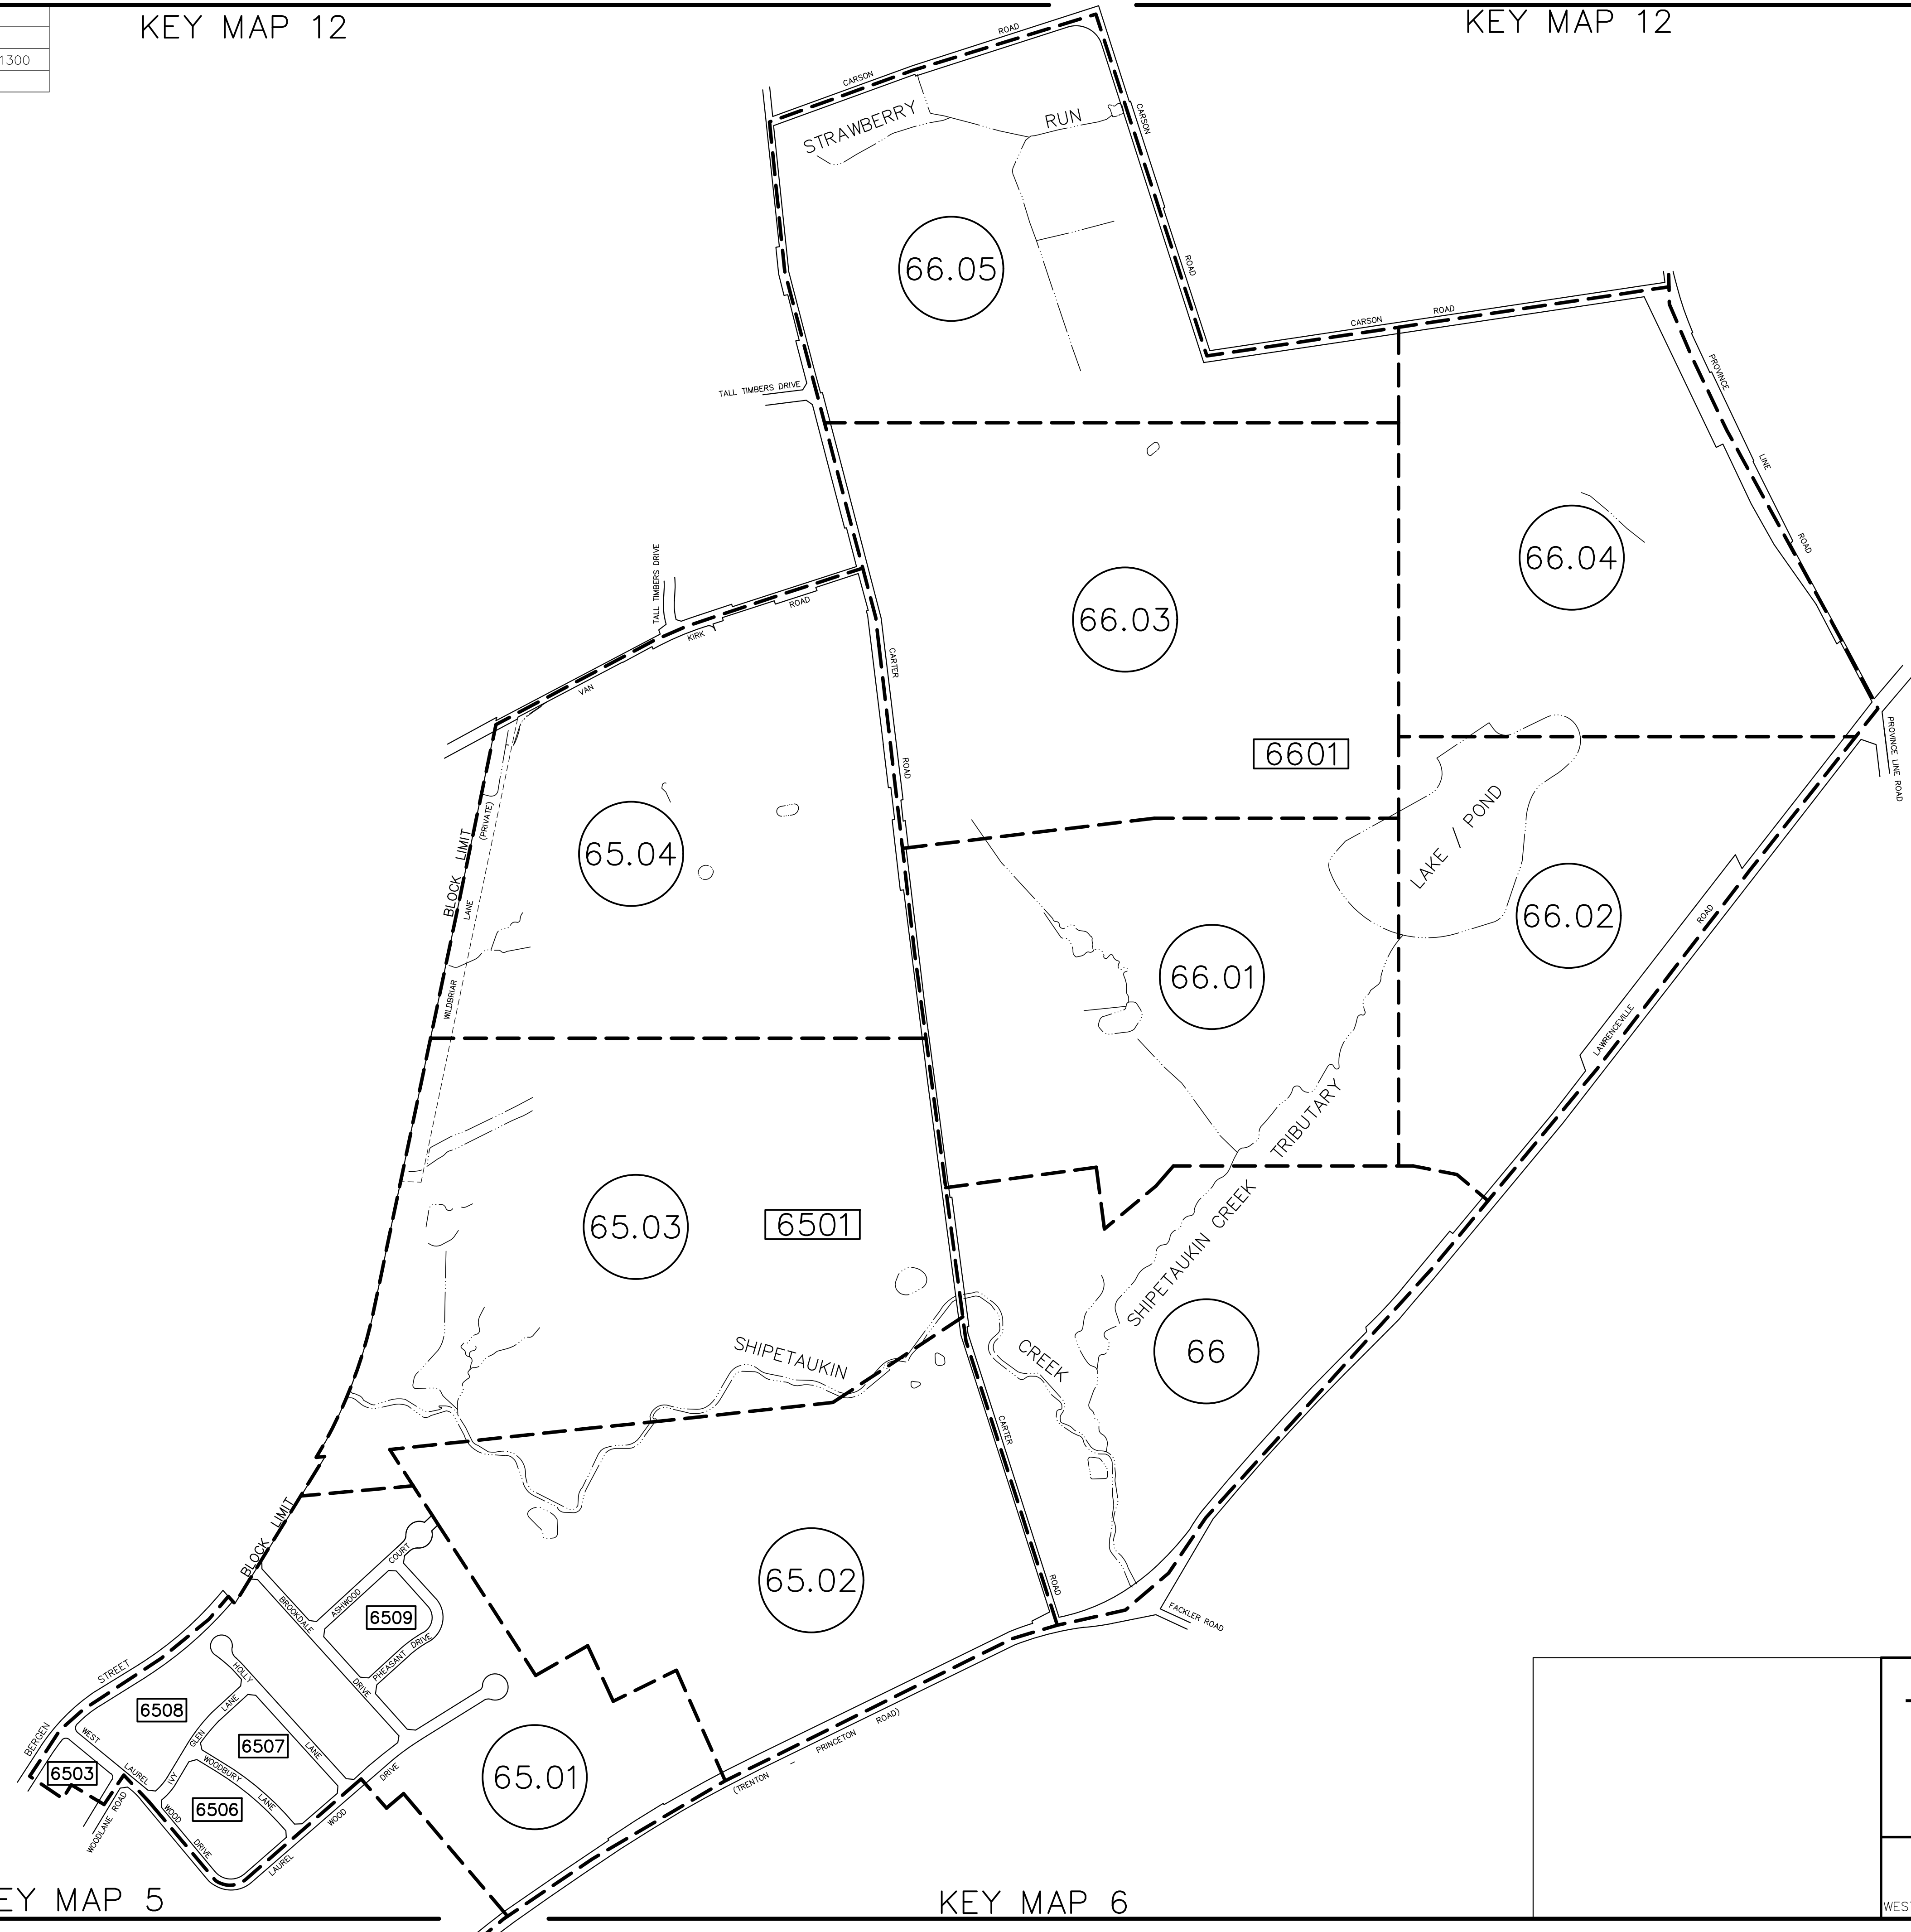 KEY MAP 12
KEY MAP 12
1300
CARSON ROAD
STRAWBERRY RUN
CARSON ROAD
66.05
CARSON ROAD
PROVINCE LINE ROAD
TALL TIMBERS DRIVE
66.04
TALL TIMBERS DRIVE
VAN KIRK ROAD
66.03
CARTER ROAD
6601
PROVINCE LINE ROAD
LAKE / POND
BLOCK LIMIT
(PRIVATE)
WILDBRIAR LANE
65.04
66.02
66.01
LAWRENCEVILLE ROAD
65.03
6501
SHIPETAUKIN CREEK TRIBUTARY
66
SHIPETAUKIN CREEK
CARTER ROAD
BLOCK LIMIT
65.02
FACKLER ROAD
ASHWOOD COURT
6509
BROOKDALE DRIVE
PHEASANT DRIVE
BERGEN STREET
HOLLY LANE
6508
GLEN LANE
IVY
6507
WEST LAUREL WOOD DRIVE
6503
WOODBURY LANE
6506
WOODLANE ROAD
LAUREL WOOD DRIVE
65.01
(TRENTON – PRINCETON ROAD)
EY MAP 5
KEY MAP 6
WES